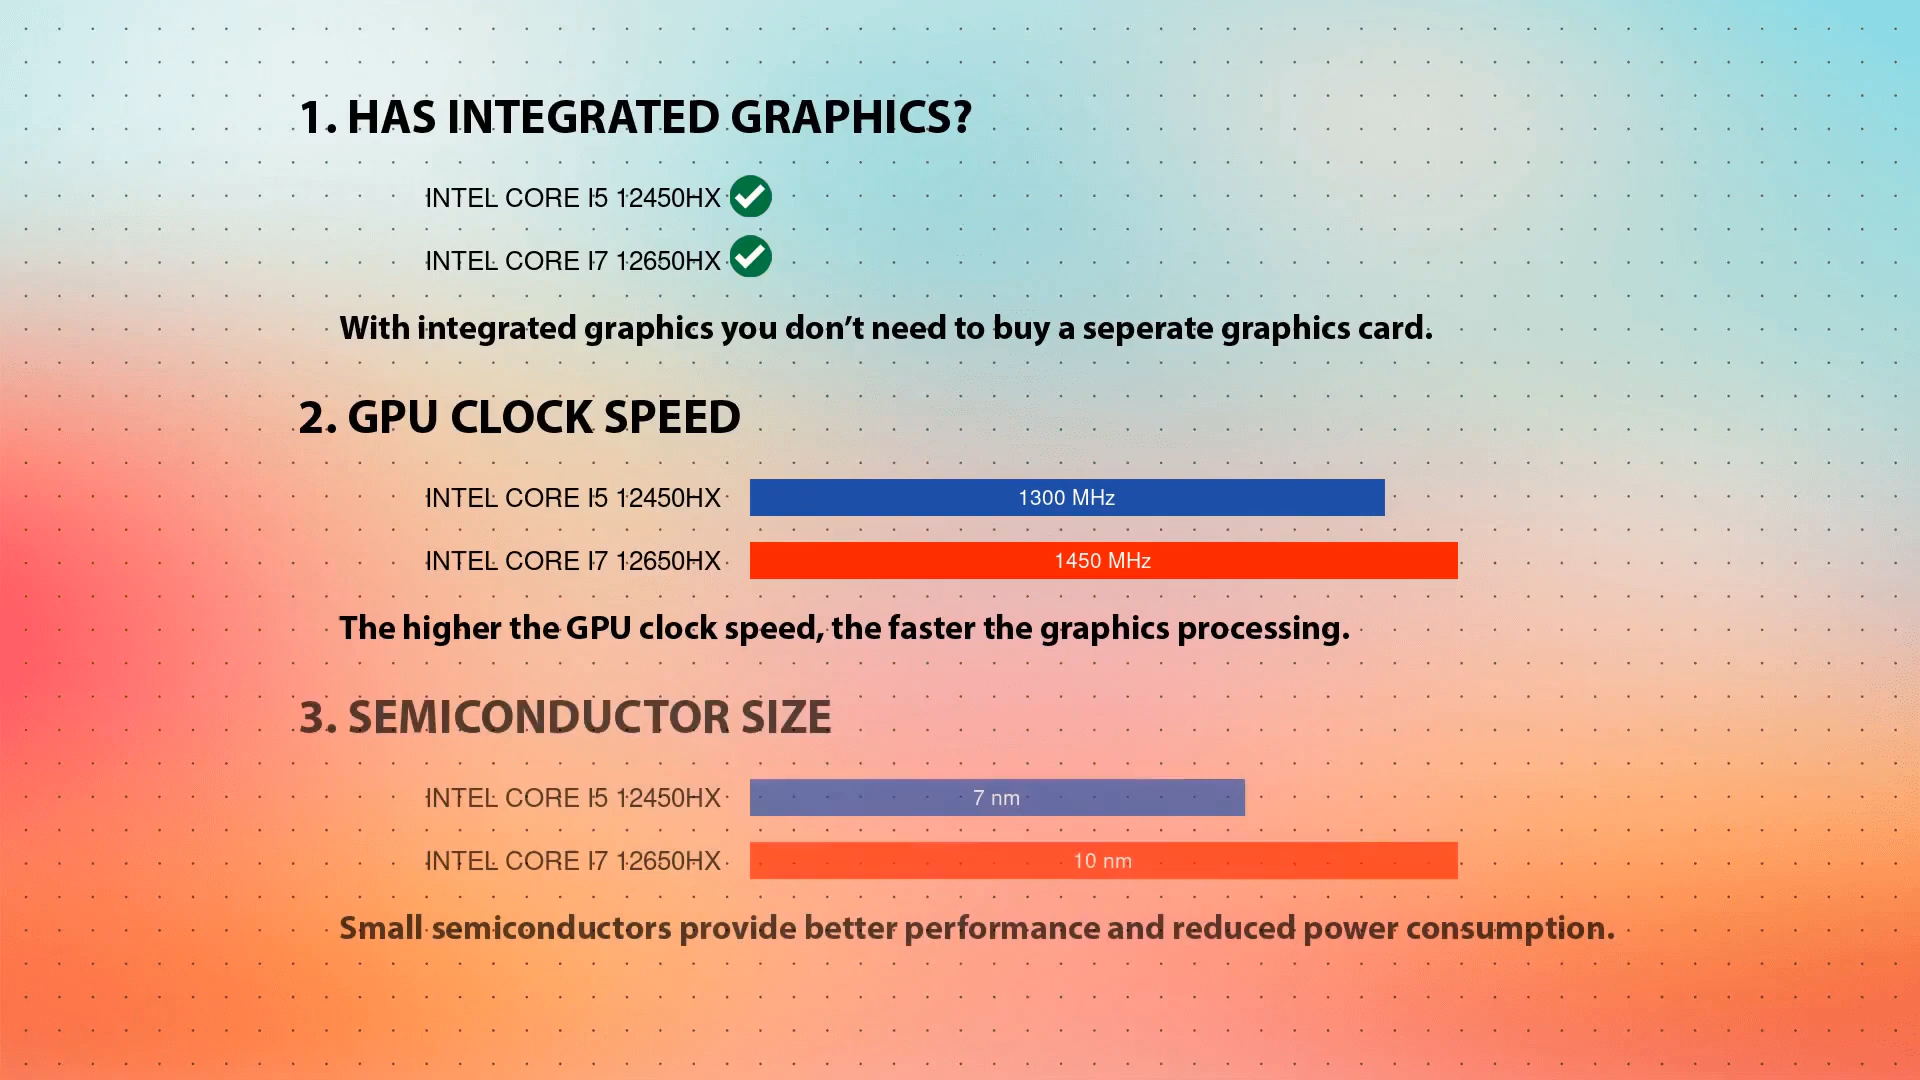 1. HAS INTEGRATED GRAPHICS?
INTEL CORE I5 12450HX
INTEL CORE I7 12650HX
With integrated graphics you don’t need to buy a seperate graphics card.
2. GPU CLOCK SPEED
INTEL CORE I5 12450HX 1300 MHz
INTEL CORE I7 12650HX 1450 MHz
The higher the GPU clock speed, the faster the graphics processing.
3. SEMICONDUCTOR SIZE
INTEL CORE I5 12450HX 7 nm
INTEL CORE I7 12650HX 10 nm
Small semiconductors provide better performance and reduced power consumption.